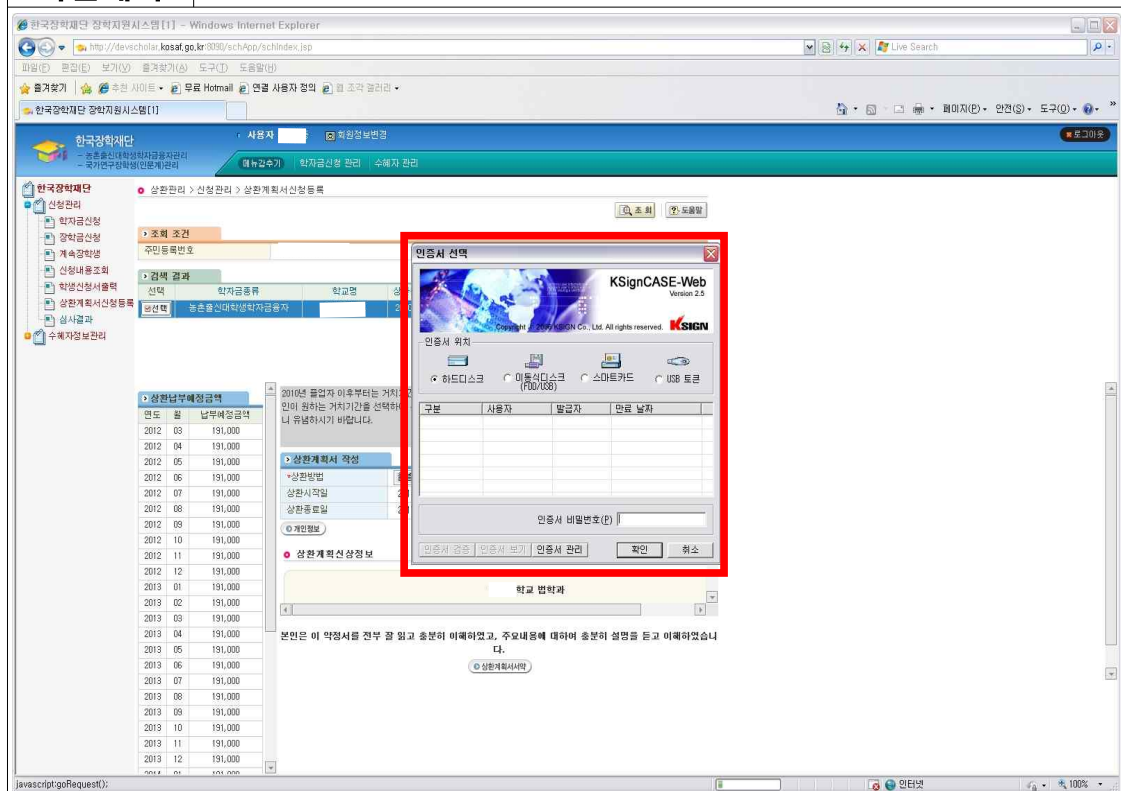 한국장학재단 장학지원시스템[1] - Windows Internet Explorer
http://devscholar.kosaf.go.kr:8090/schApp/schIndex.jsp
Live Search
파일(F) 편집(E) 보기(V) 즐겨찾기(A) 도구(T) 도움말(H)
즐겨찾기 추천 사이트 무료 Hotmail 연결 사용자 정의 웹 조각 갤러리
한국장학재단 장학지원시스템[1]
페이지(P) 안전(S) 도구(O)
한국장학재단
- 농촌출신대학생학자금융자관리
- 국가연구장학생(인문계)관리
사용자
회원정보변경
로그아웃
메뉴감추기 학자금신청 관리 수혜자 관리
한국장학재단
신청관리
학자금신청
장학금신청
계속장학생
신청내용조회
학생신청서출력
상환계획서신청등록
심사결과
수혜자정보관리
상환관리 > 신청관리 > 상환계획서신청등록
조 회 도움말
조회 조건
주민등록번호
검색 결과
선택 학자금종류 학교명
선택 농촌출신대학생학자금융자
상환납부예정금액
연도 월 납부예정금액
2012 03 191,000
2012 04 191,000
2012 05 191,000
2012 06 191,000
2012 07 191,000
2012 08 191,000
2012 09 191,000
2012 10 191,000
2012 11 191,000
2012 12 191,000
2013 01 191,000
2013 02 191,000
2013 03 191,000
2013 04 191,000
2013 05 191,000
2013 06 191,000
2013 07 191,000
2013 08 191,000
2013 09 191,000
2013 10 191,000
2013 11 191,000
2013 12 191,000
2014 01 191,000
2010년 졸업자 이후부터는
인이 원하는 거치기간을
니 유념하시기 바랍니다.
상환계획서 작성
*상환방법
상환시작일
상환종료일
개인정보
상환계획신상정보
학교 법학과
본인은 이 약정서를 전부 잘 읽고 충분히 이해하였고, 주요내용에 대하여 충분히 설명을 듣고 이해하였습니
다.
상환계획서서약
인증서 선택
KSignCASE-Web
Version 2.5
Copyright 2006 KSIGN Co., Ltd. All rights reserved.
KSIGN
인증서 위치
하드디스크 이동식디스크 (FDD/USB) 스마트카드 USB 토큰
구분 사용자 발급자 만료 날짜
인증서 비밀번호(P)
인증서 검증 인증서 보기 인증서 관리 확인 취소
javascript:goRequest();
인터넷
100%